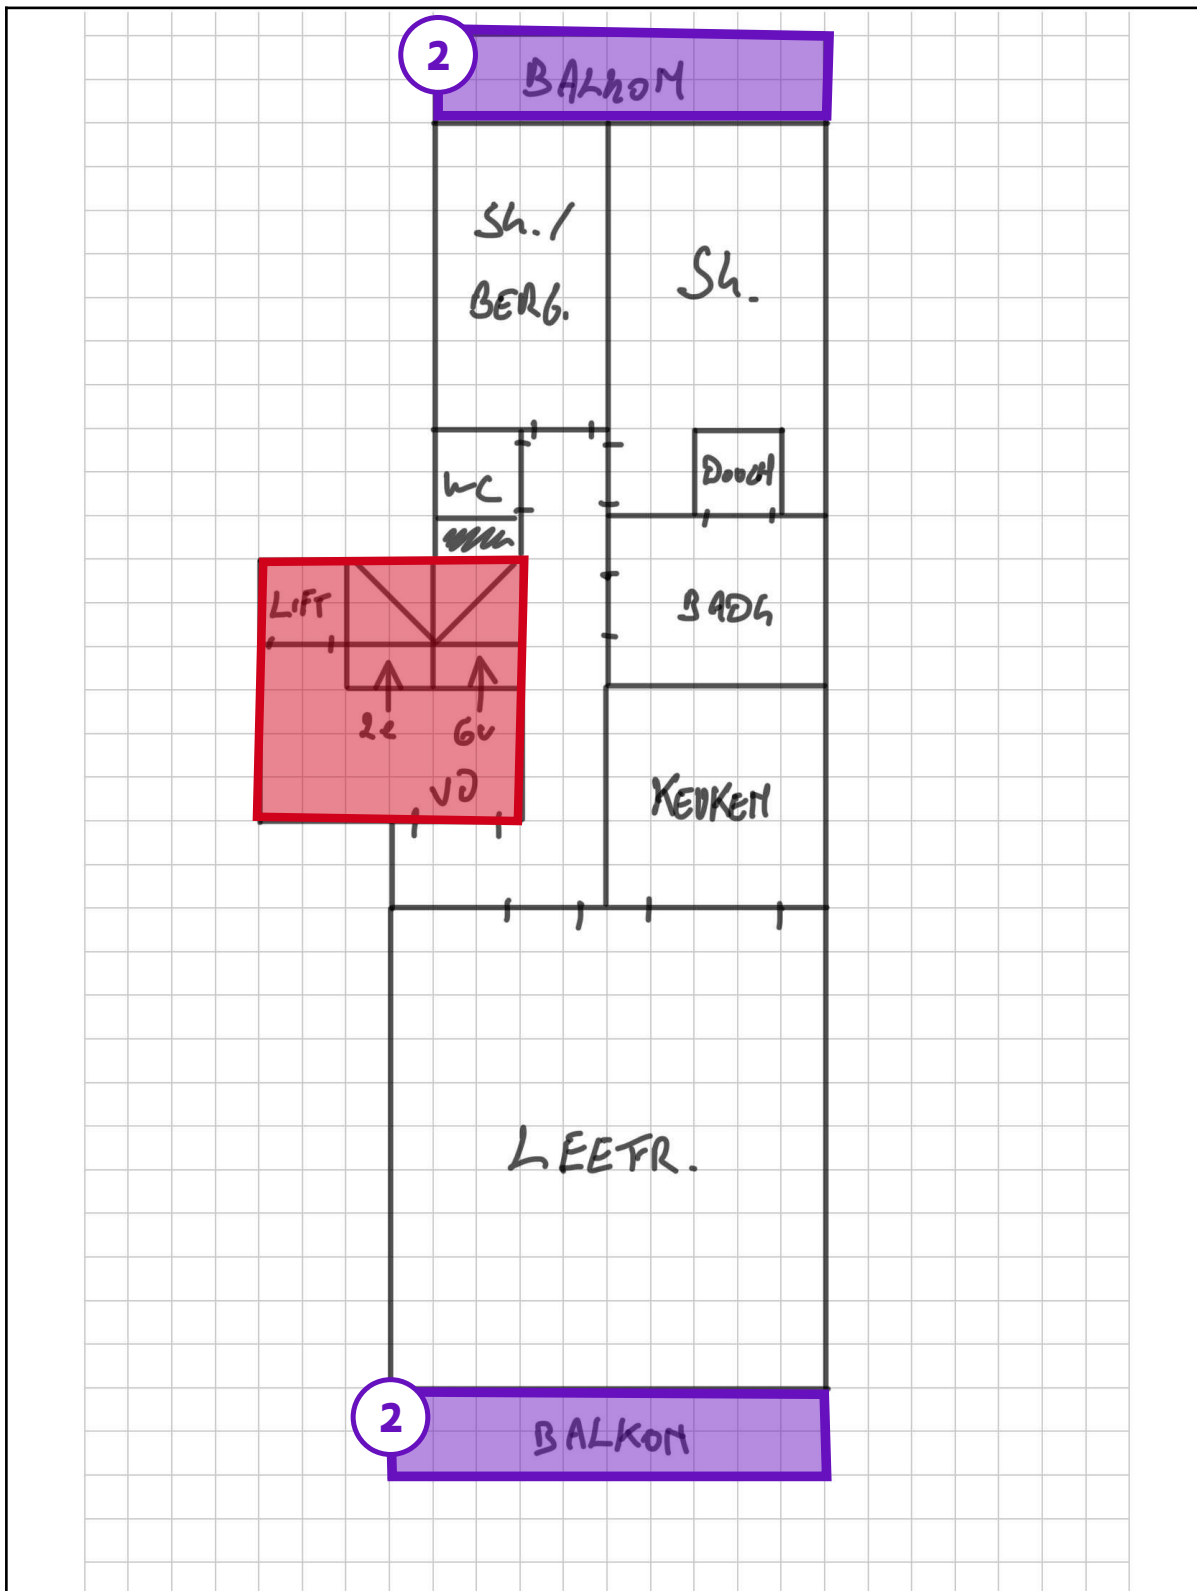 2
BALKON
Sk./
BERG.
Sk.
WC
DOUCH
LIFT
BADK
2e
6v
VD
KEUKEN
LEEFR.
2
BALKON